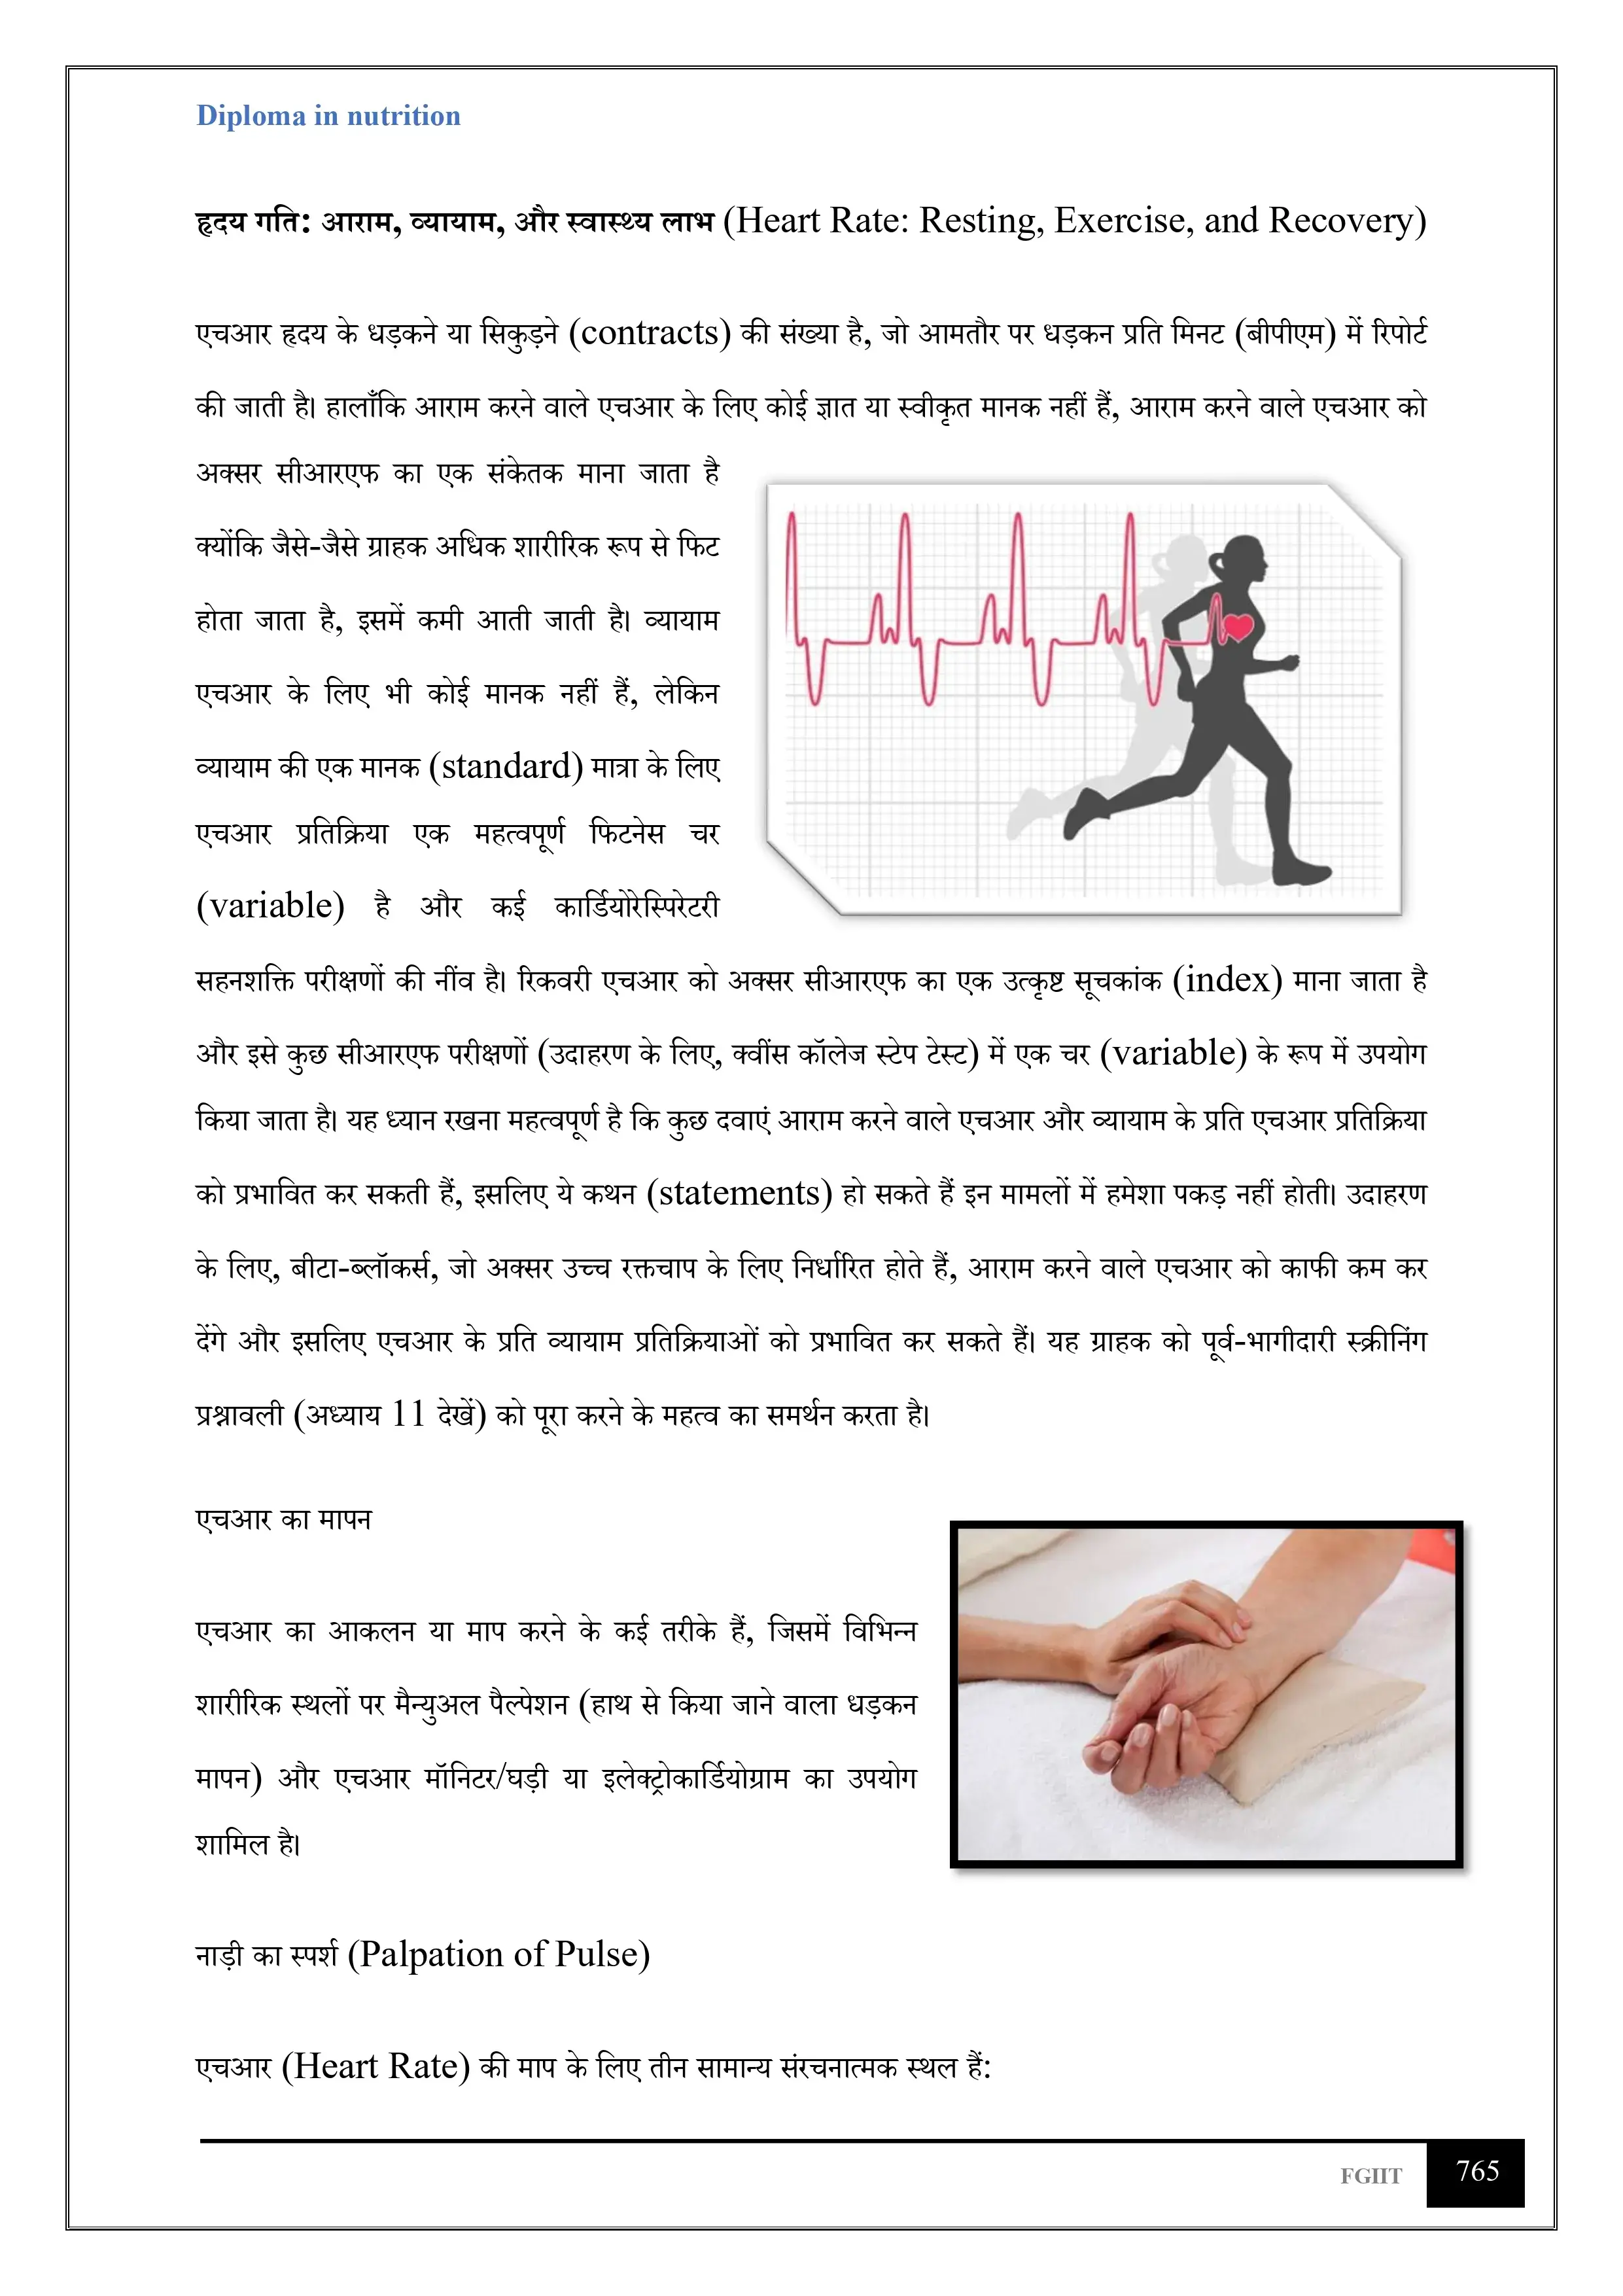 Diploma in nutrition
हृदय गति: आराम, व्यायाम, और स्वास्थ्य लाभ (Heart Rate: Resting, Exercise, and Recovery)
एचआर हृदय के धड़कने या सिकुड़ने (contracts) की संख्या है, जो आमतौर पर धड़कन प्रति मिनट (बीपीएम) में रिपोर्ट
की जाती है। हालाँकि आराम करने वाले एचआर के लिए कोई ज्ञात या स्वीकृत मानक नहीं हैं, आराम करने वाले एचआर को
अक्सर सीआरएफ का एक संकेतक माना जाता है
क्योंकि जैसे-जैसे ग्राहक अधिक शारीरिक रूप से फिट
होता जाता है, इसमें कमी आती जाती है। व्यायाम
एचआर के लिए भी कोई मानक नहीं हैं, लेकिन
व्यायाम की एक मानक (standard) मात्रा के लिए
एचआर प्रतिक्रिया एक महत्वपूर्ण फिटनेस चर
(variable) है और कई कार्डियोरेस्पिरेटरी
सहनशक्ति परीक्षणों की नींव है। रिकवरी एचआर को अक्सर सीआरएफ का एक उत्कृष्ट सूचकांक (index) माना जाता है
और इसे कुछ सीआरएफ परीक्षणों (उदाहरण के लिए, क्वींस कॉलेज स्टेप टेस्ट) में एक चर (variable) के रूप में उपयोग
किया जाता है। यह ध्यान रखना महत्वपूर्ण है कि कुछ दवाएं आराम करने वाले एचआर और व्यायाम के प्रति एचआर प्रतिक्रिया
को प्रभावित कर सकती हैं, इसलिए ये कथन (statements) हो सकते हैं इन मामलों में हमेशा पकड़ नहीं होती। उदाहरण
के लिए, बीटा-ब्लॉकर्स, जो अक्सर उच्च रक्तचाप के लिए निर्धारित होते हैं, आराम करने वाले एचआर को काफी कम कर
देंगे और इसलिए एचआर के प्रति व्यायाम प्रतिक्रियाओं को प्रभावित कर सकते हैं। यह ग्राहक को पूर्व-भागीदारी स्क्रीनिंग
प्रश्नावली (अध्याय 11 देखें) को पूरा करने के महत्व का समर्थन करता है।
एचआर का मापन
एचआर का आकलन या माप करने के कई तरीके हैं, जिसमें विभिन्न
शारीरिक स्थलों पर मैन्युअल पैल्पेशन (हाथ से किया जाने वाला धड़कन
मापन) और एचआर मॉनिटर/घड़ी या इलेक्ट्रोकार्डियोग्राम का उपयोग
शामिल है।
नाड़ी का स्पर्श (Palpation of Pulse)
एचआर (Heart Rate) की माप के लिए तीन सामान्य संरचनात्मक स्थल हैं:
FGIIT 765